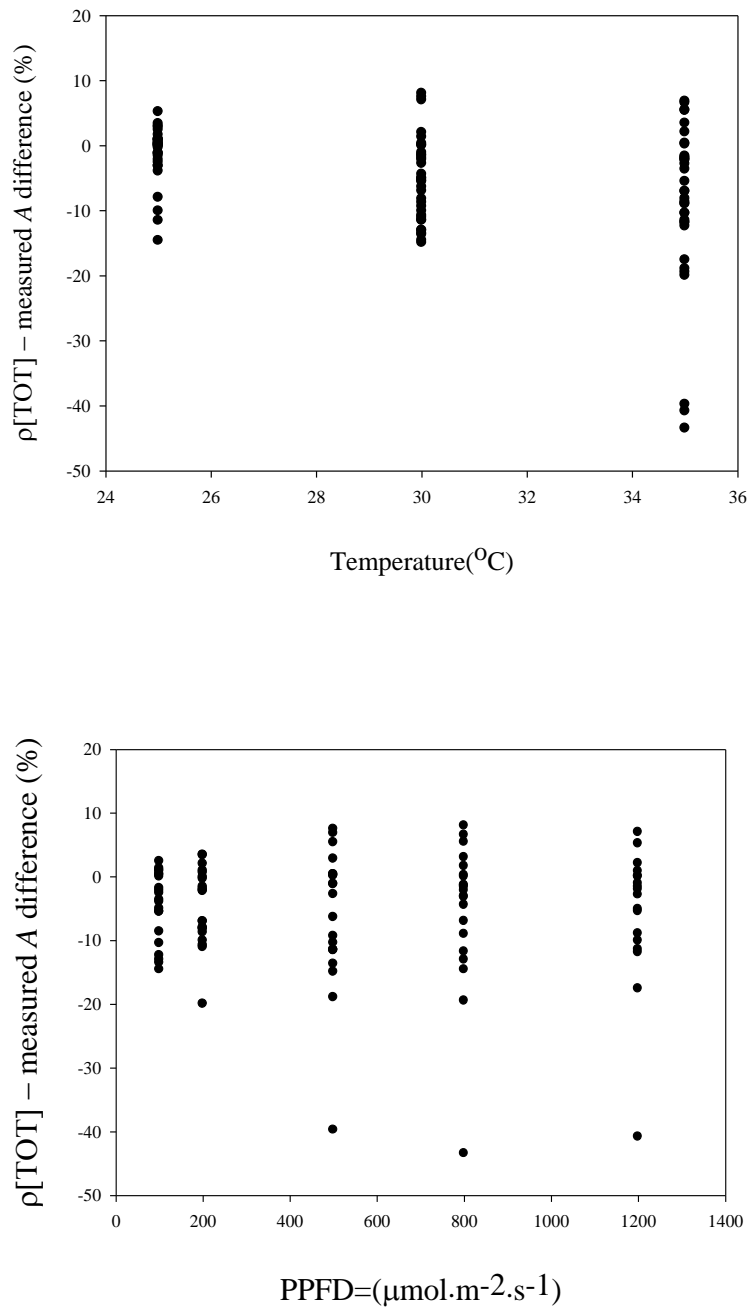 20
10
0
-10
-20
-30
-40
-50
ρ[TOT] – measured A difference (%)
24 26 28 30 32 34 36
Temperature(ᴼC)
20
10
0
-10
-20
-30
-40
-50
ρ[TOT] – measured A difference (%)
0 200 400 600 800 1000 1200 1400
PPFD=(μmol.m⁻².s⁻¹)